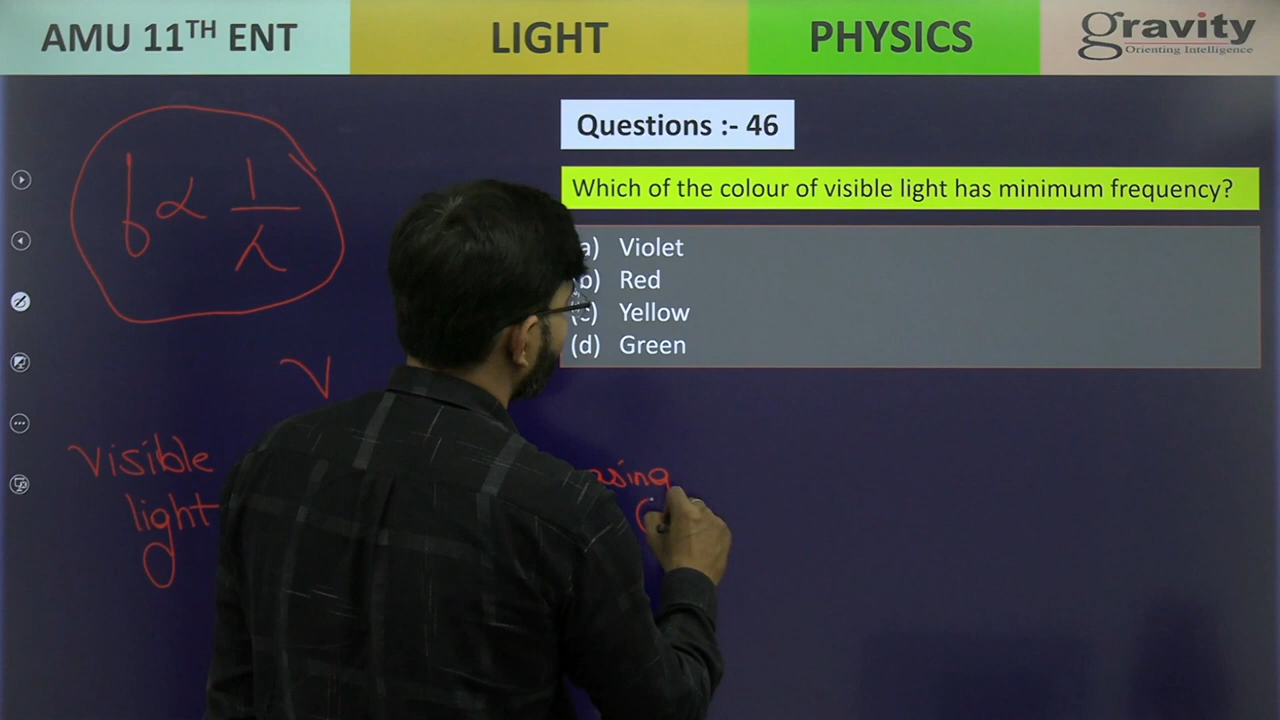 AMU 11TH ENT
LIGHT
PHYSICS
gravity
Orienting Intelligence
Questions :- 46
Which of the colour of visible light has minimum frequency?
a) Violet
(b) Red
(c) Yellow
(d) Green
f ∝ 1/λ
V
Visible
light
asing